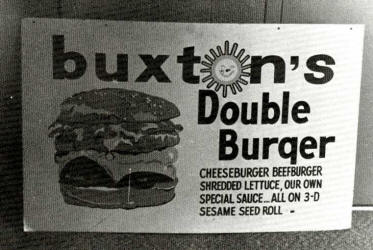 buxton's
Double
Burger
CHEESEBURGER BEEFBURGER
SHREDDED LETTUCE, OUR OWN
SPECIAL SAUCE... ALL ON 3-D
SESAME SEED ROLL -